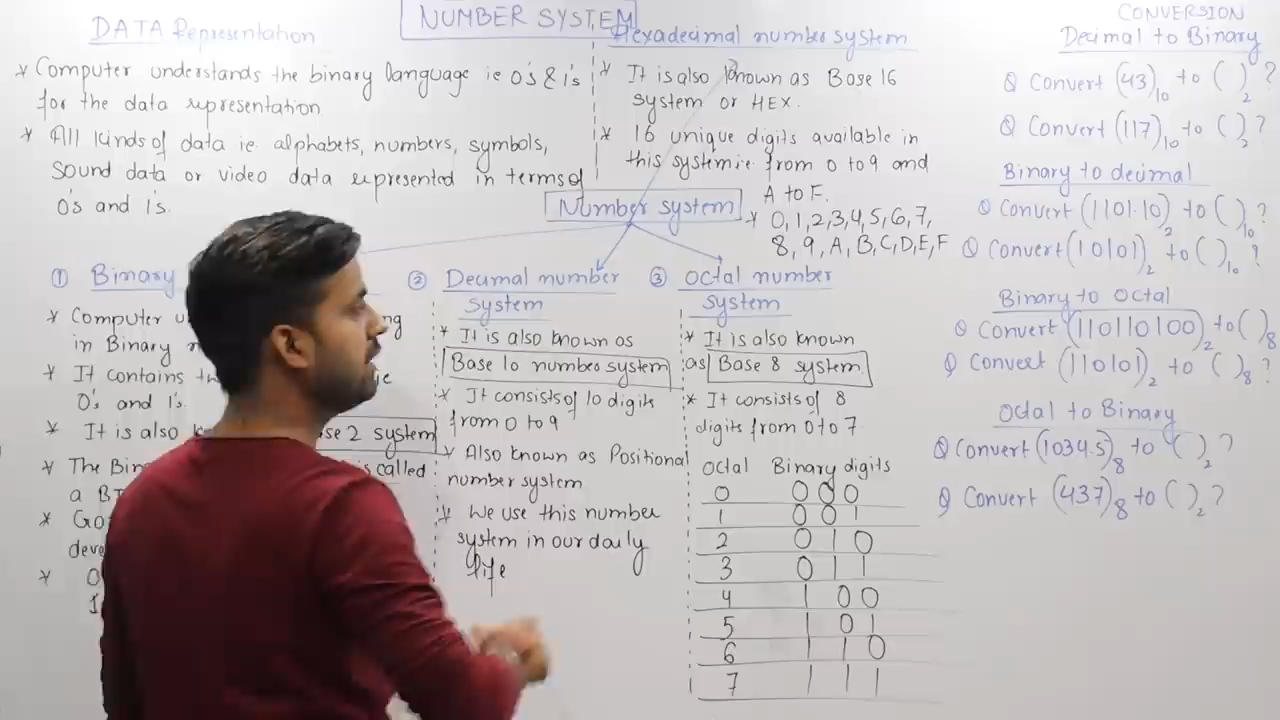 NUMBER SYSTEM
DATA Representation
* Computer understands the binary language ie 0's & 1's
for the data representation
* All kinds of data ie. alphabets, numbers, symbols,
Sound data or video data represented in terms of
0's and 1's.
Hexadecimal number system
* It is also known as Base 16
system or HEX.
* 16 unique digits available in
this system i.e. from 0 to 9 and
A to F.
* 0,1,2,3,4,5,6,7,
8,9,A,B,C,D,E,F
Number system
① Binary
* Computer
in Binary
* It contains
0's and 1's.
* It is also
se 2 system
* The Bin
is called
a
*
deve
*
② Decimal number
system
* It is also known as
Base 10 number system
* It consists of 10 digits
from 0 to 9
* Also known as Positional
number system
* We use this number
system in our daily
life
③ Octal number
system
* It is also known
as Base 8 system
* It consists of 8
digits from 0 to 7
Octal Binary digits
0 0 0 0
1 0 0 1
2 0 1 0
3 0 1 1
4 1 0 0
5 1 0 1
6 1 1 0
7 1 1 1
CONVERSION
Decimal to Binary
Q Convert (43)10 to ( )2 ?
Q Convert (117)10 to ( )2 ?
Binary to decimal
Q Convert (1101.10)2 to ( )10 ?
Q Convert (10101)2 to ( )10 ?
Binary to Octal
Q Convert (110110100)2 to ( )8
Q Convert (110101)2 to ( )8 ?
Octal to Binary
Q Convert (1034.5)8 to ( )2 ?
Q Convert (437)8 to ( )2 ?